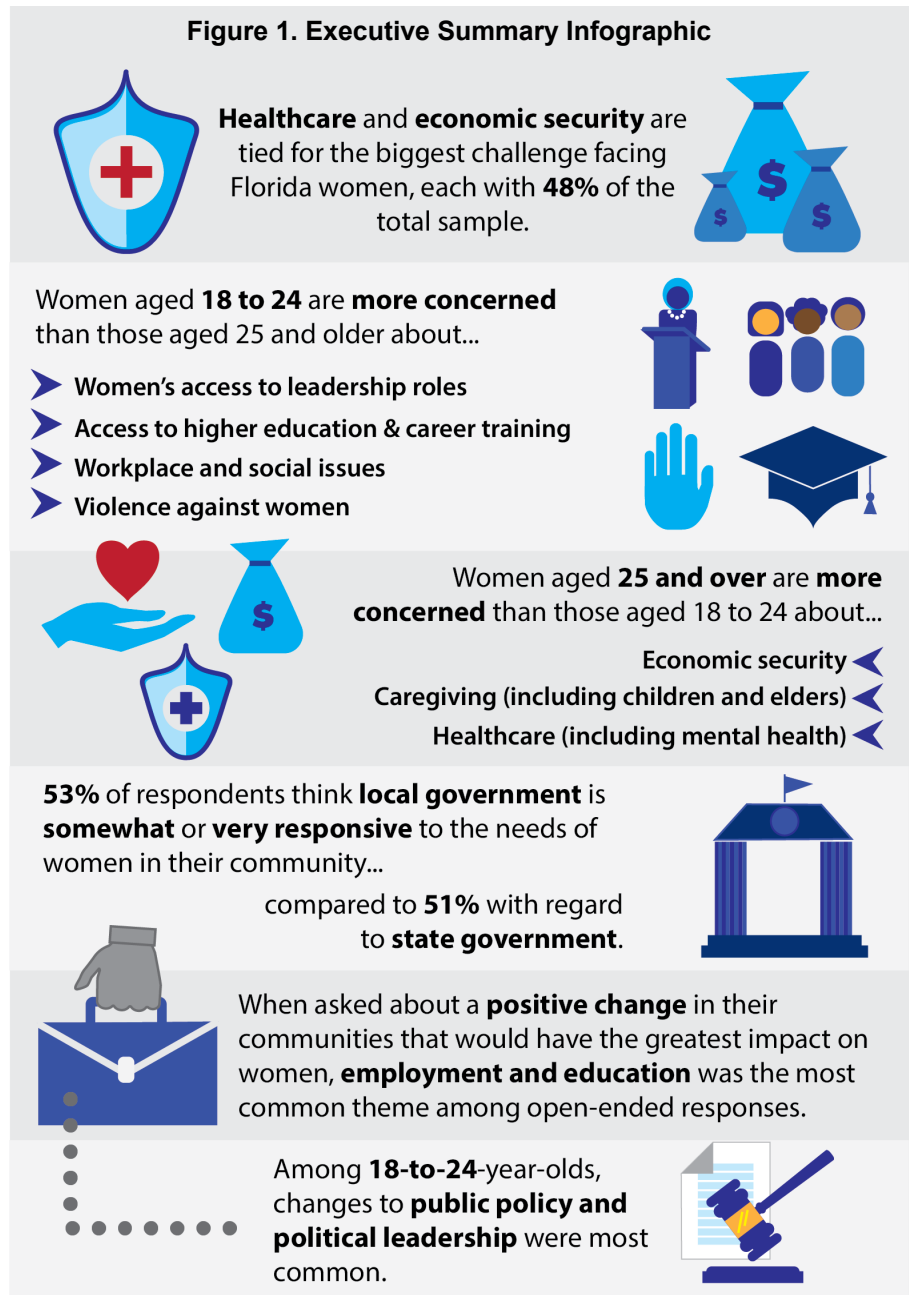 Figure 1. Executive Summary Infographic
Healthcare and economic security are
tied for the biggest challenge facing
Florida women, each with 48% of the
total sample.
$
$
$
Women aged 18 to 24 are more concerned
than those aged 25 and older about...
Women’s access to leadership roles
Access to higher education & career training
Workplace and social issues
Violence against women
$
Women aged 25 and over are more
concerned than those aged 18 to 24 about...
Economic security
Caregiving (including children and elders)
Healthcare (including mental health)
53% of respondents think local government is
somewhat or very responsive to the needs of
women in their community...
compared to 51% with regard
to state government.
When asked about a positive change in their
communities that would have the greatest impact on
women, employment and education was the most
common theme among open-ended responses.
Among 18-to-24-year-olds,
changes to public policy and
political leadership were most
common.